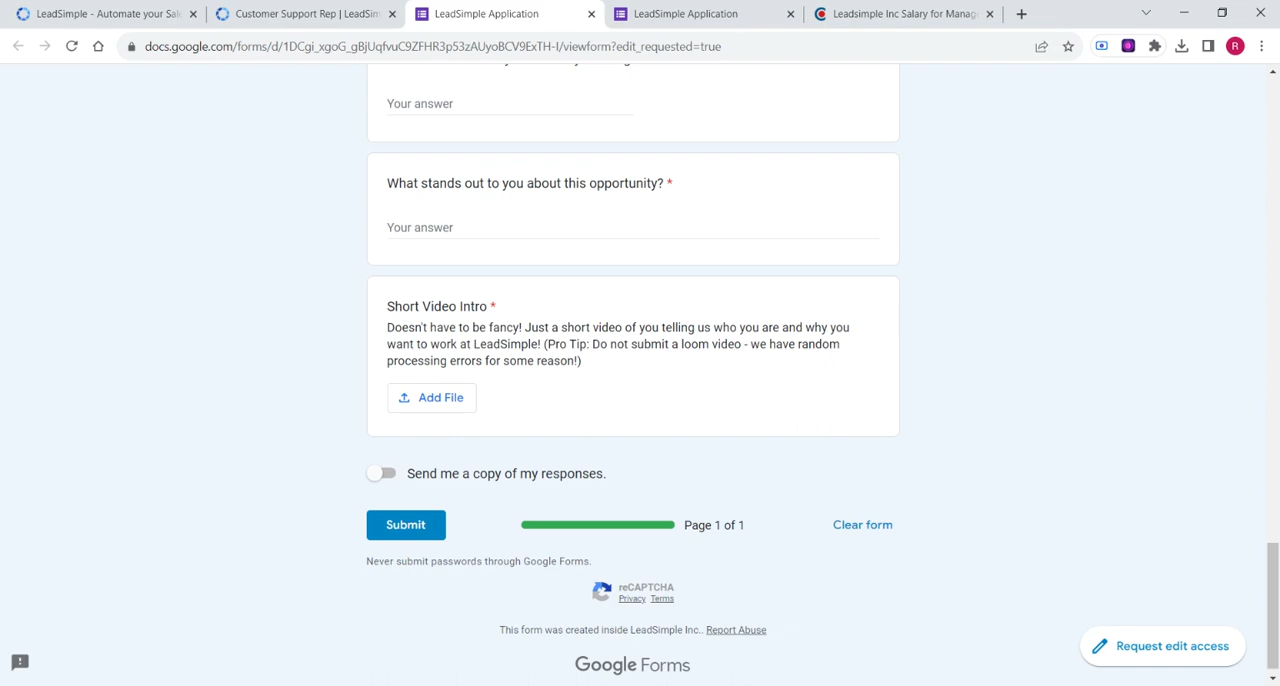 LeadSimple - Automate your Sal
Customer Support Rep | LeadSim
LeadSimple Application
LeadSimple Application
Leadsimple Inc Salary for Manag
docs.google.com/forms/d/1DCgi_xgoG_gBjUqfvuC9ZFHR3p53zAUyoBCV9ExTH-I/viewform?edit_requested=true
R
Your answer
What stands out to you about this opportunity? *
Your answer
Short Video Intro *
Doesn't have to be fancy! Just a short video of you telling us who you are and why you
want to work at LeadSimple! (Pro Tip: Do not submit a loom video - we have random
processing errors for some reason!)
Add File
Send me a copy of my responses.
Submit
Page 1 of 1
Clear form
Never submit passwords through Google Forms.
reCAPTCHA
Privacy Terms
This form was created inside LeadSimple Inc.. Report Abuse
Request edit access
Google Forms